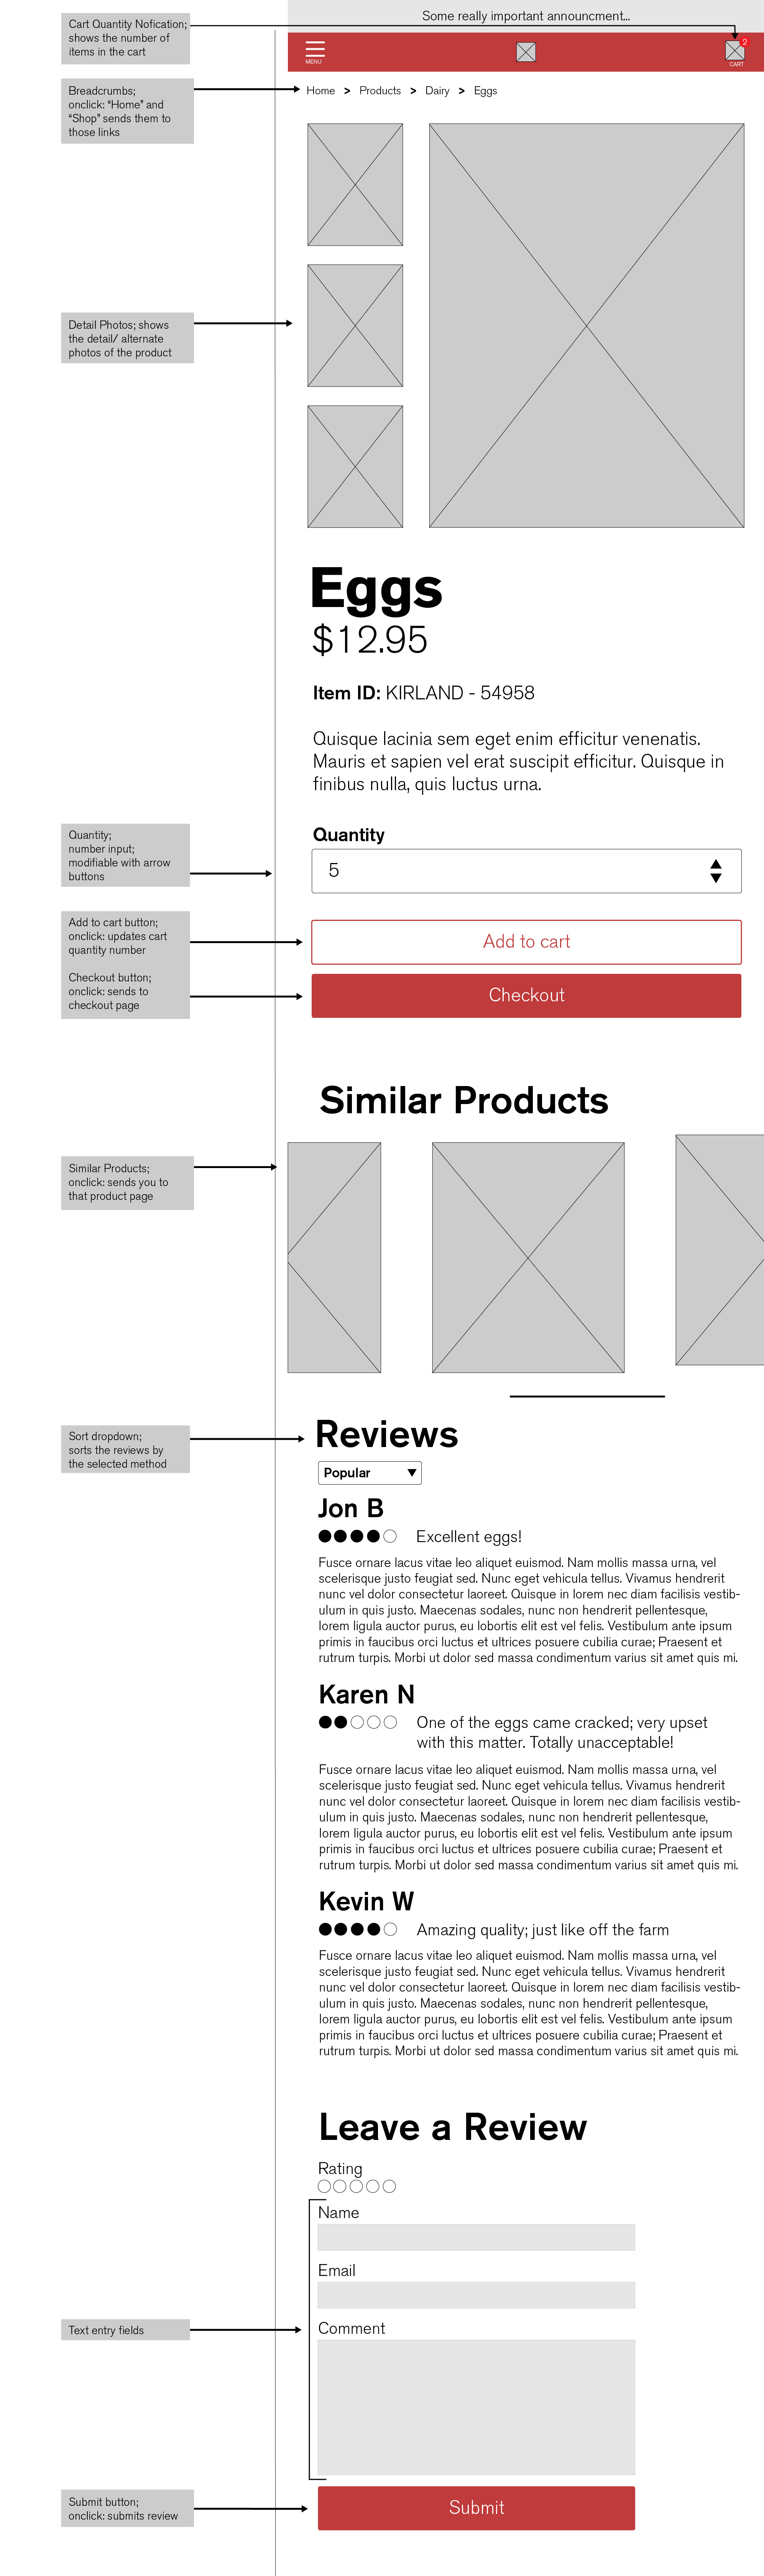 Cart Quantity Nofication;
shows the number of
items in the cart
Some really important announcment...
MENU
2
CART
Breadcrumbs;
onclick: “Home” and
“Shop” sends them to
those links
Home > Products > Dairy > Eggs
Detail Photos; shows
the detail/ alternate
photos of the product
Eggs
$12.95
Item ID: KIRLAND - 54958
Quisque lacinia sem eget enim efficitur venenatis.
Mauris et sapien vel erat suscipit efficitur. Quisque in
finibus nulla, quis luctus urna.
Quantity;
number input;
modifiable with arrow
buttons
Quantity
5
Add to cart button;
onclick: updates cart
quantity number
Add to cart
Checkout button;
onclick: sends to
checkout page
Checkout
Similar Products
Similar Products;
onclick: sends you to
that product page
Sort dropdown;
sorts the reviews by
the selected method
Reviews
Popular
Jon B
Excellent eggs!
Fusce ornare lacus vitae leo aliquet euismod. Nam mollis massa urna, vel
scelerisque justo feugiat sed. Nunc eget vehicula tellus. Vivamus hendrerit
nunc vel dolor consectetur laoreet. Quisque in lorem nec diam facilisis vestib-
ulum in quis justo. Maecenas sodales, nunc non hendrerit pellentesque,
lorem ligula auctor purus, eu lobortis elit est vel felis. Vestibulum ante ipsum
primis in faucibus orci luctus et ultrices posuere cubilia curae; Praesent et
rutrum turpis. Morbi ut dolor sed massa condimentum varius sit amet quis mi.
Karen N
One of the eggs came cracked; very upset
with this matter. Totally unacceptable!
Fusce ornare lacus vitae leo aliquet euismod. Nam mollis massa urna, vel
scelerisque justo feugiat sed. Nunc eget vehicula tellus. Vivamus hendrerit
nunc vel dolor consectetur laoreet. Quisque in lorem nec diam facilisis vestib-
ulum in quis justo. Maecenas sodales, nunc non hendrerit pellentesque,
lorem ligula auctor purus, eu lobortis elit est vel felis. Vestibulum ante ipsum
primis in faucibus orci luctus et ultrices posuere cubilia curae; Praesent et
rutrum turpis. Morbi ut dolor sed massa condimentum varius sit amet quis mi.
Kevin W
Amazing quality; just like off the farm
Fusce ornare lacus vitae leo aliquet euismod. Nam mollis massa urna, vel
scelerisque justo feugiat sed. Nunc eget vehicula tellus. Vivamus hendrerit
nunc vel dolor consectetur laoreet. Quisque in lorem nec diam facilisis vestib-
ulum in quis justo. Maecenas sodales, nunc non hendrerit pellentesque,
lorem ligula auctor purus, eu lobortis elit est vel felis. Vestibulum ante ipsum
primis in faucibus orci luctus et ultrices posuere cubilia curae; Praesent et
rutrum turpis. Morbi ut dolor sed massa condimentum varius sit amet quis mi.
Leave a Review
Rating
Name
Email
Comment
Text entry fields
Submit button;
onclick: submits review
Submit